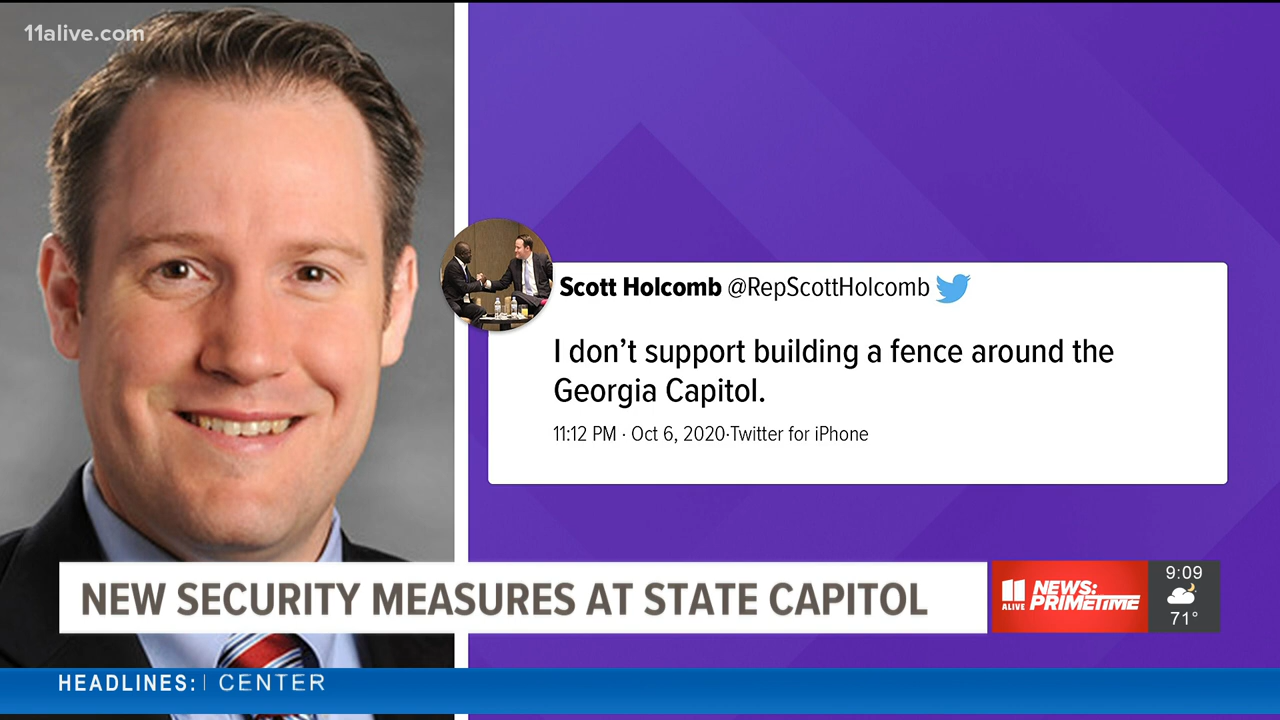 11alive.com
Scott Holcomb @RepScottHolcomb
I don’t support building a fence around the
Georgia Capitol.
11:12 PM · Oct 6, 2020·Twitter for iPhone
NEW SECURITY MEASURES AT STATE CAPITOL
11 ALIVE NEWS: PRIMETIME
9:09
71°
HEADLINES: | CENTER